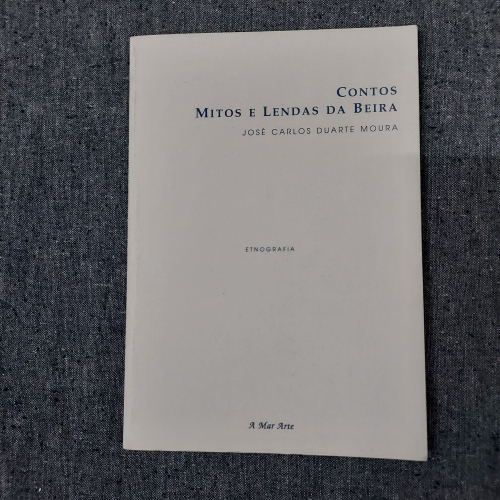 CONTOS
MITOS E LENDAS DA BEIRA
JOSÉ CARLOS DUARTE MOURA
ETNOGRAFIA
A Mar Arte